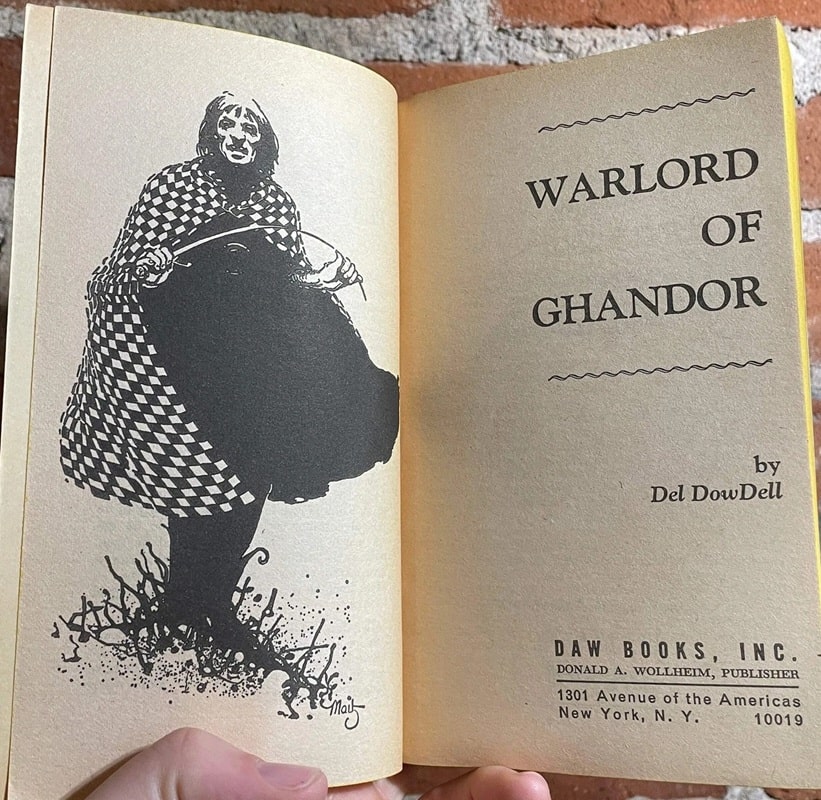 Maitz
WARLORD
OF
GHANDOR
by
Del DowDell
DAW BOOKS, INC.
DONALD A. WOLLHEIM, PUBLISHER
1301 Avenue of the Americas
New York, N. Y. 10019